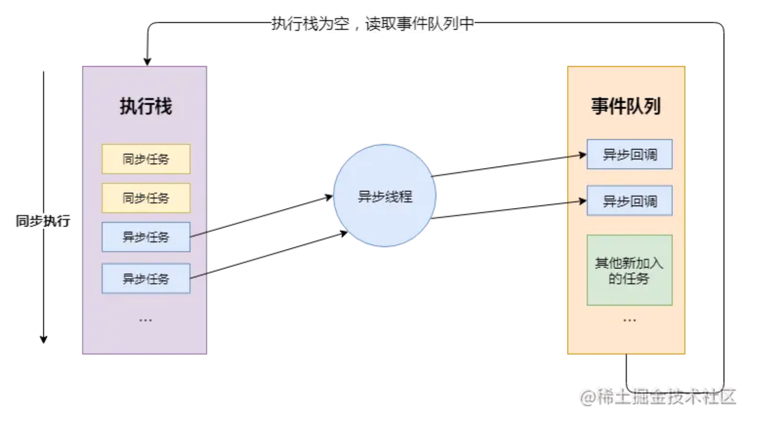 执行栈为空，读取事件队列中
执行栈
同步任务
同步任务
异步任务
异步任务
...
同步执行
异步线程
事件队列
异步回调
异步回调
其他新加入
的任务
...
@稀土掘金技术社区